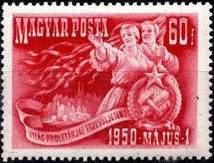 MAGYAR POSTA 60f
VILÁG PROLETÁRJAI EGYESÜLJETEK!
1950-MÁJUS-1